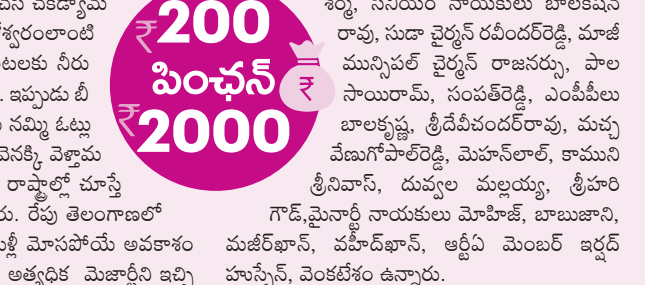 శ్వరంలాంటి
టలకు నీరు
. ఇప్పుడు బీ
నమ్మి ఓట్లు
వెనక్కి వెళ్తామ
రాష్ట్రాల్లో చూస్తే
రు. రేపు తెలంగాణలో
ళ్లీ మోసపోయే అవకాశం
అత్యధిక మెజార్టీని ఇచ్చి
₹200
పింఛన్
₹2000
₹
శర్మ, సీనియర్ నాయకులు బాలకిషన్
రావు, సుడా చైర్మన్ రవీందర్‌రెడ్డి, మాజీ
మున్సిపల్ చైర్మన్ రాజనర్సు, పాల
సాయిరామ్, సంపత్‌రెడ్డి, ఎంపీపీలు
బాలకృష్ణ, శ్రీదేవీచందర్‌రావు, మచ్చ
వేణుగోపాల్‌రెడ్డి, మెహన్‌లాల్, కాముని
శ్రీనివాస్, దువ్వల మల్లయ్య, శ్రీహరి
గౌడ్,మైనార్టీ నాయకులు మోహిజ్, బాబుజాని,
మజీర్‌ఖాన్, వహీద్‌ఖాన్, ఆర్టీఏ మెంబర్ ఇర్షద్
హుస్సేన్, వెంకటేశం ఉన్నారు.